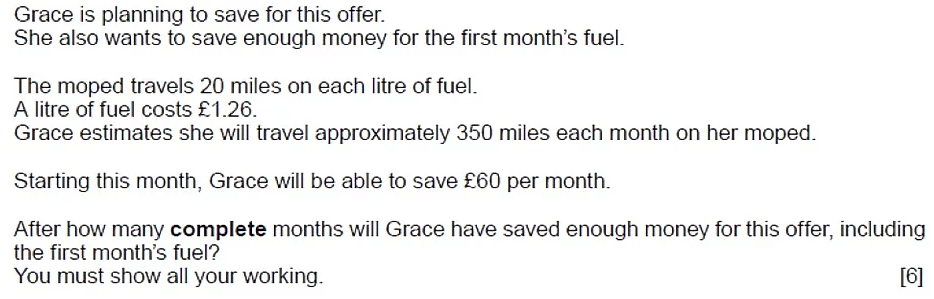 Grace is planning to save for this offer.
She also wants to save enough money for the first month's fuel.
The moped travels 20 miles on each litre of fuel.
A litre of fuel costs £1.26.
Grace estimates she will travel approximately 350 miles each month on her moped.
Starting this month, Grace will be able to save £60 per month.
After how many complete months will Grace have saved enough money for this offer, including
the first month's fuel?
You must show all your working. [6]